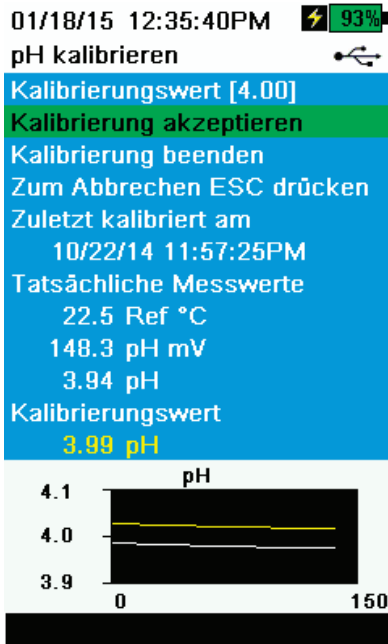 01/18/15 12:35:40PM 93%
pH kalibrieren
Kalibrierungswert [4.00]
Kalibrierung akzeptieren
Kalibrierung beenden
Zum Abbrechen ESC drücken
Zuletzt kalibriert am
10/22/14 11:57:25PM
Tatsächliche Messwerte
22.5 Ref °C
148.3 pH mV
3.94 pH
Kalibrierungswert
3.99 pH
pH
4.1
4.0
3.9
0 150